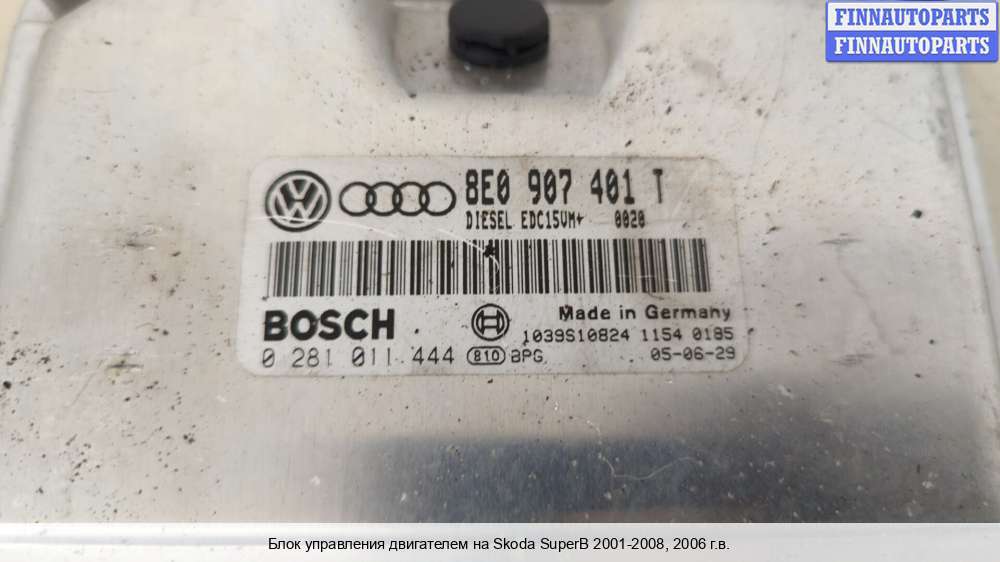 FINNAUTOPARTS
FINNAUTOPARTS
8E0 907 401 T
DIESEL EDC15VM+ 0020
BOSCH
Made in Germany
1039S10824 1154 0185
0 281 011 444 810 BPG 05-06-29
Блок управления двигателем на Skoda SuperB 2001-2008, 2006 г.в.